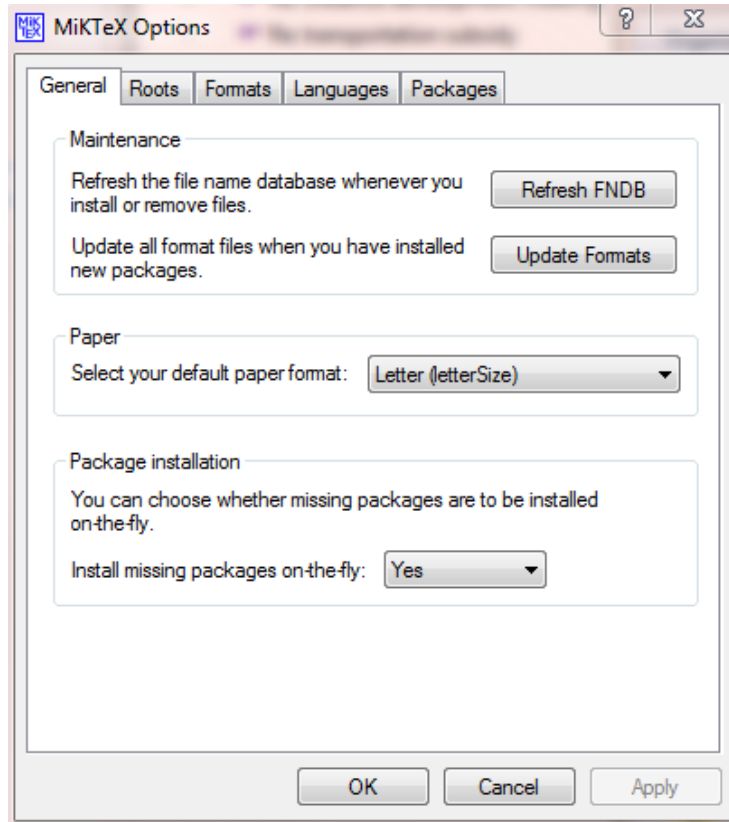 MiKTeX Options
General Roots Formats Languages Packages
Maintenance
Refresh the file name database whenever you
install or remove files.
Refresh FNDB
Update all format files when you have installed
new packages.
Update Formats
Paper
Select your default paper format: Letter (letterSize)
Package installation
You can choose whether missing packages are to be installed
on-the-fly.
Install missing packages on-the-fly: Yes
OK Cancel Apply